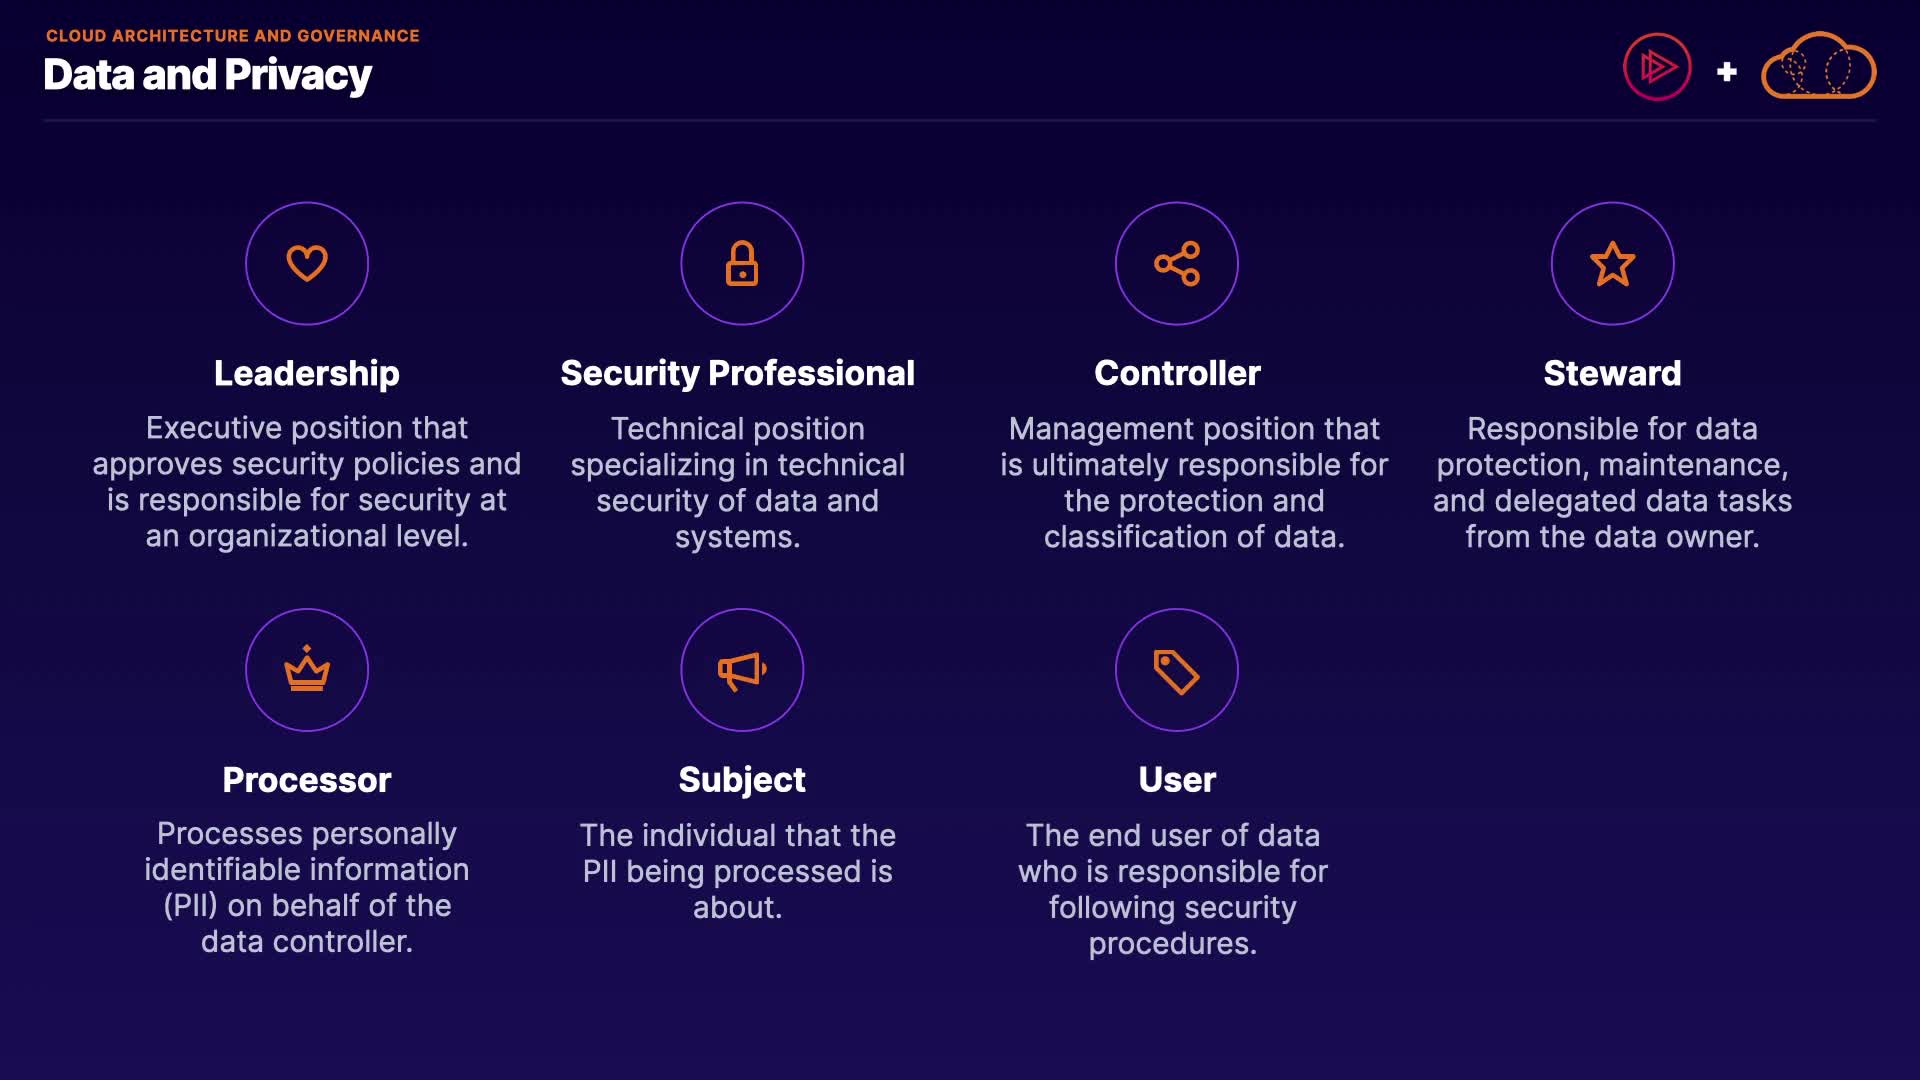 CLOUD ARCHITECTURE AND GOVERNANCE
Data and Privacy
+
Leadership
Executive position that
approves security policies and
is responsible for security at
an organizational level.
Security Professional
Technical position
specializing in technical
security of data and
systems.
Controller
Management position that
is ultimately responsible for
the protection and
classification of data.
Steward
Responsible for data
protection, maintenance,
and delegated data tasks
from the data owner.
Processor
Processes personally
identifiable information
(PII) on behalf of the
data controller.
Subject
The individual that the
PII being processed is
about.
User
The end user of data
who is responsible for
following security
procedures.